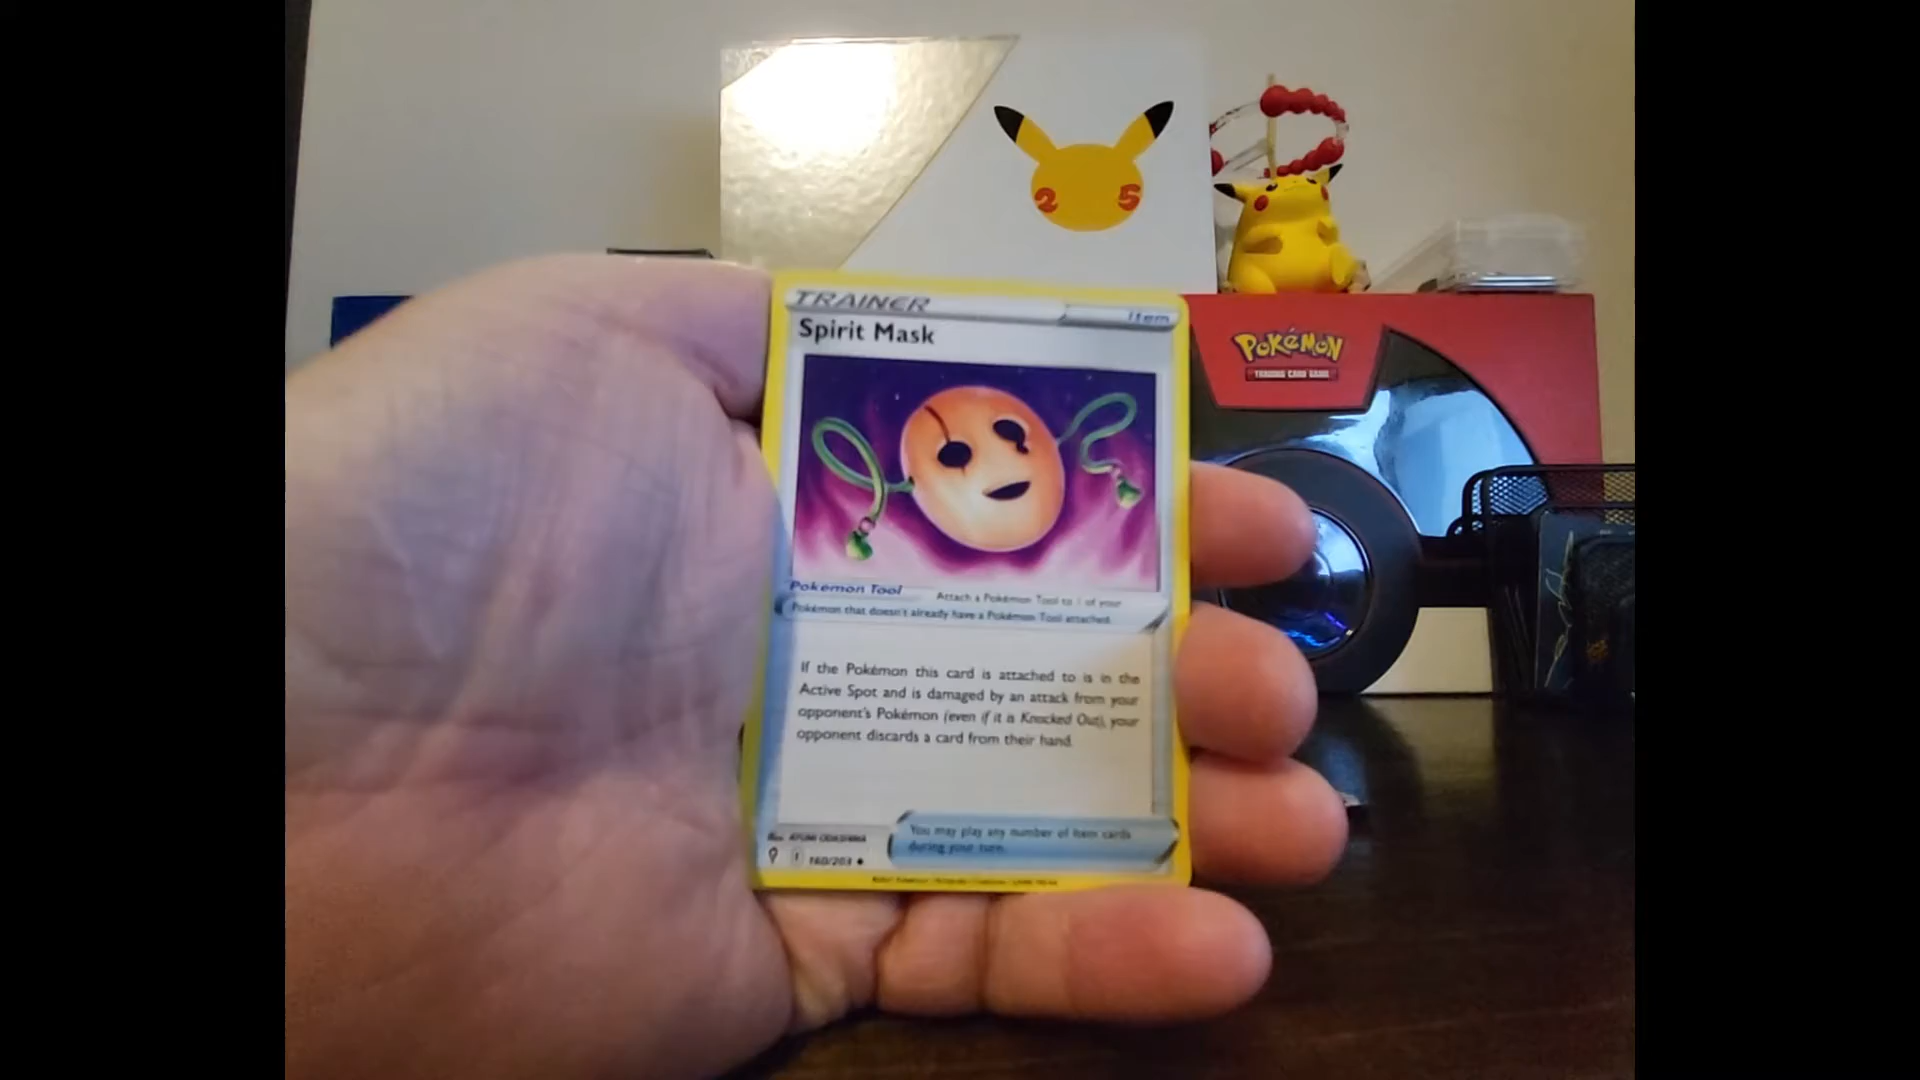 2 5
POKÉMON
TRADING CARD GAME
TRAINER
Item
Spirit Mask
Pokémon Tool
Attach a Pokémon Tool to 1 of your
Pokémon that doesn't already have a Pokémon Tool attached.
If the Pokémon this card is attached to is in the
Active Spot and is damaged by an attack from your
opponent's Pokémon (even if it is Knocked Out), your
opponent discards a card from their hand.
You may play any number of Item cards
during your turn.
Illus. AYUMI ODASHIMA
160/203